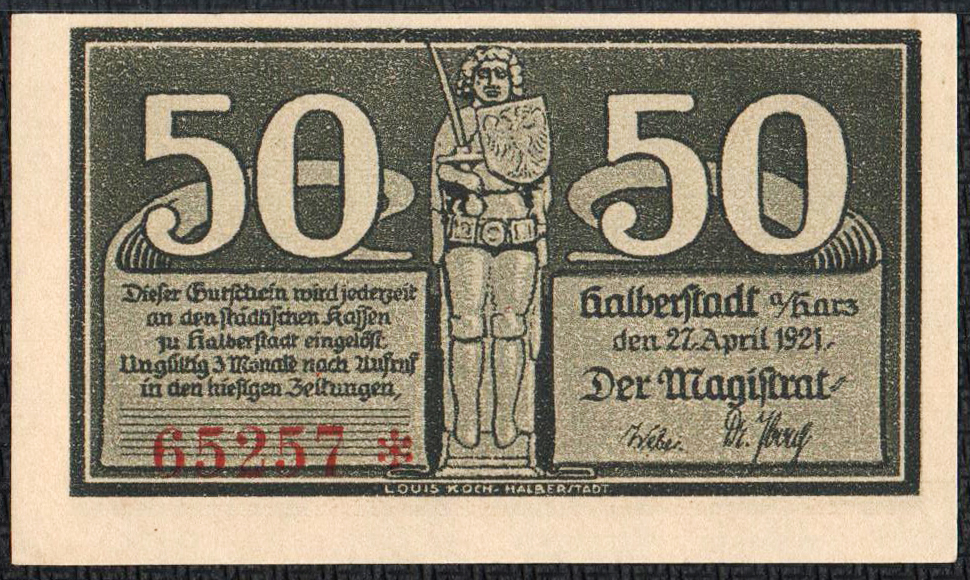 50 50
Dieser Gutschein wird jederzeit
an den städtischen Kassen
zu Halberstadt eingelöst.
Ungültig 3 Monate nach Aufruf
in den hiesigen Zeitungen,
65257 *
Halberstadt a/Harz
den 27. April 1921.
Der Magistrat
Weber.
LOUIS KOCH - HALBERSTADT